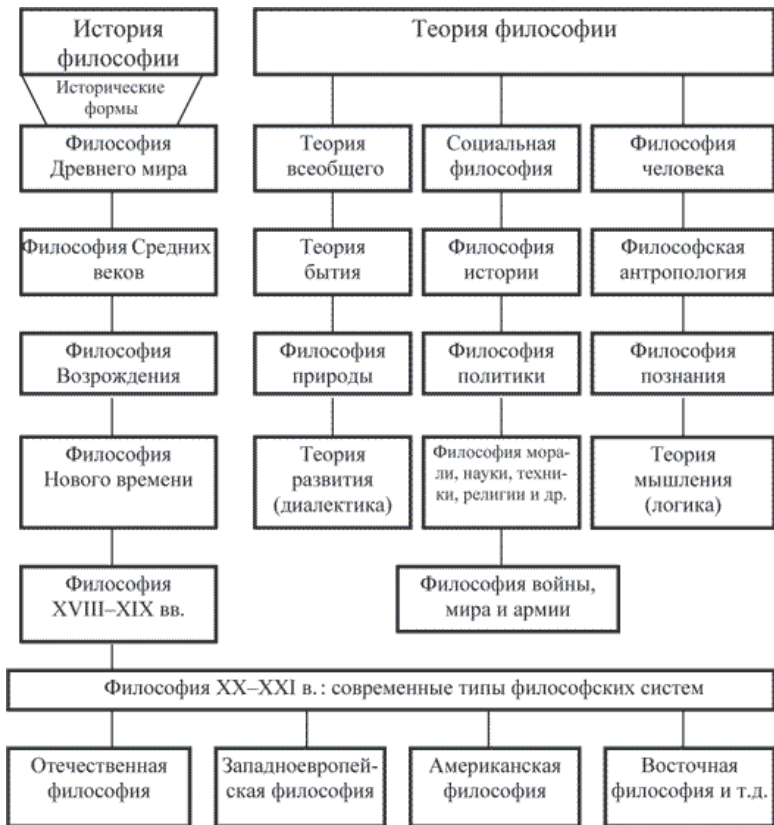 История
философии
Теория философии
Исторические
формы
Философия
Древнего мира
Теория
всеобщего
Социальная
философия
Философия
человека
Философия Средних
веков
Теория
бытия
Философия
истории
Философская
антропология
Философия
Возрождения
Философия
природы
Философия
политики
Философия
познания
Философия
Нового времени
Теория
развития
(диалектика)
Философия мора-
ли, науки, техни-
ки, религии и др.
Теория
мышления
(логика)
Философия
XVIII–XIX вв.
Философия войны,
мира и армии
Философия XX–XXI в.: современные типы философских систем
Отечественная
философия
Западноевропей-
ская философия
Американская
философия
Восточная
философия и т.д.